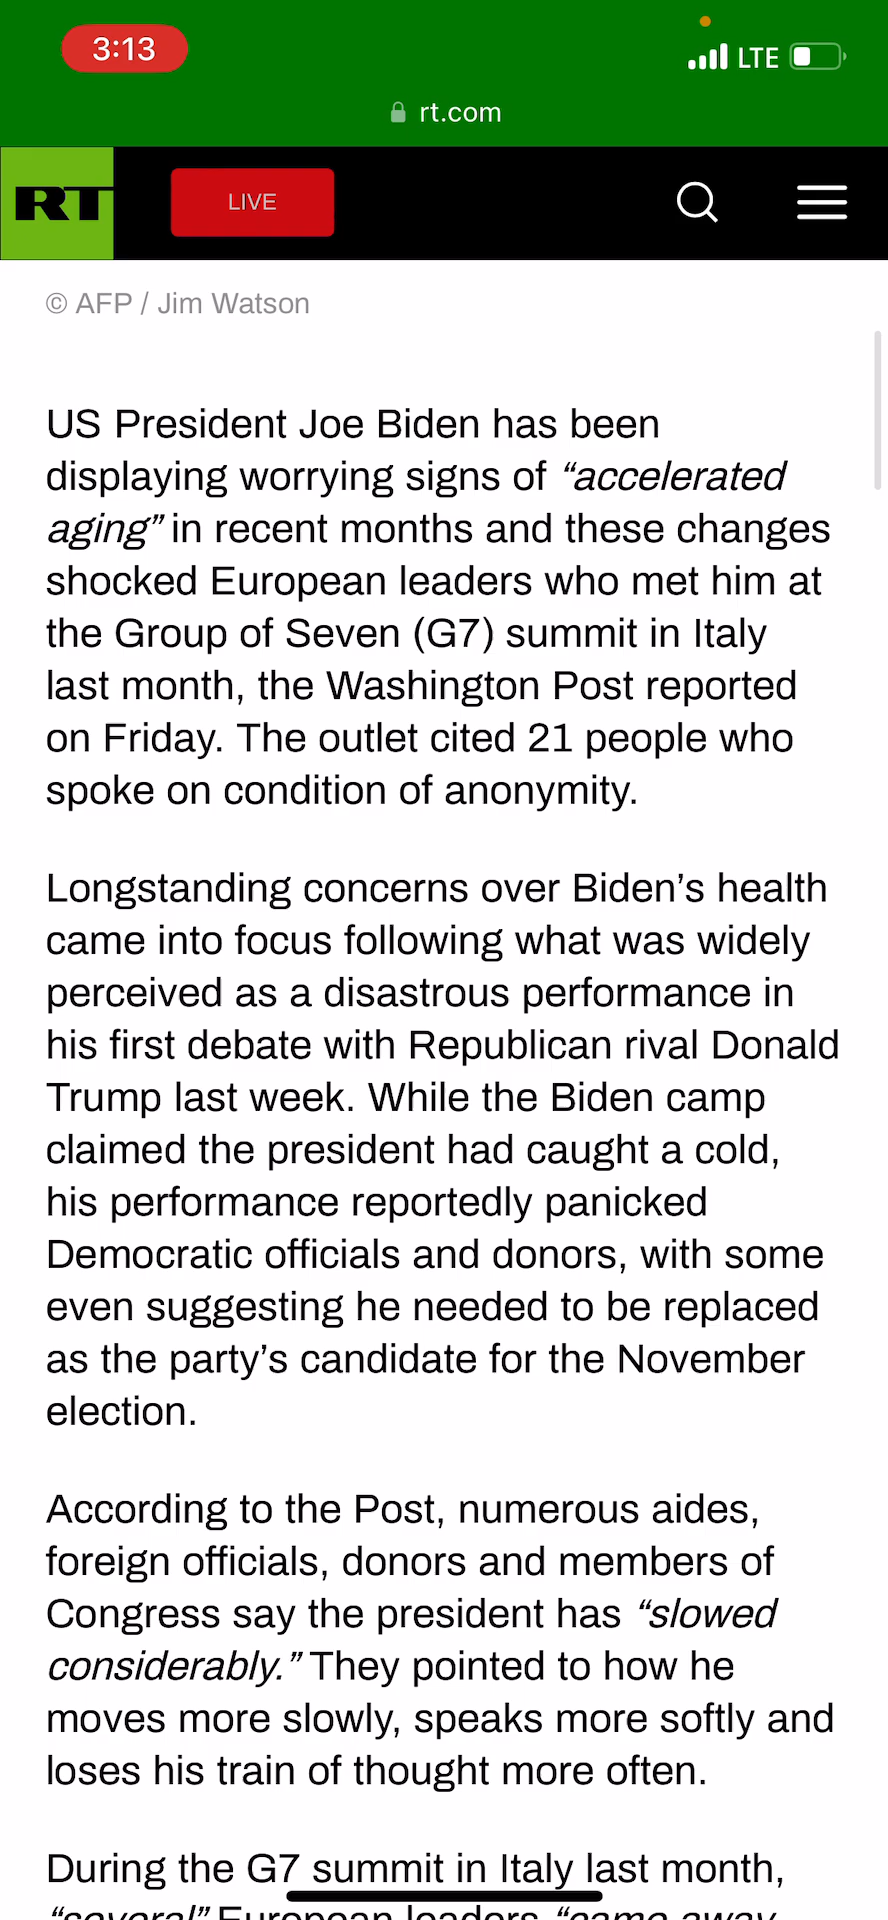 3:13
LTE
rt.com
RT
LIVE
© AFP / Jim Watson
US President Joe Biden has been
displaying worrying signs of “accelerated
aging” in recent months and these changes
shocked European leaders who met him at
the Group of Seven (G7) summit in Italy
last month, the Washington Post reported
on Friday. The outlet cited 21 people who
spoke on condition of anonymity.
Longstanding concerns over Biden’s health
came into focus following what was widely
perceived as a disastrous performance in
his first debate with Republican rival Donald
Trump last week. While the Biden camp
claimed the president had caught a cold,
his performance reportedly panicked
Democratic officials and donors, with some
even suggesting he needed to be replaced
as the party’s candidate for the November
election.
According to the Post, numerous aides,
foreign officials, donors and members of
Congress say the president has “slowed
considerably.” They pointed to how he
moves more slowly, speaks more softly and
loses his train of thought more often.
During the G7 summit in Italy last month,
“several” European leaders “came away